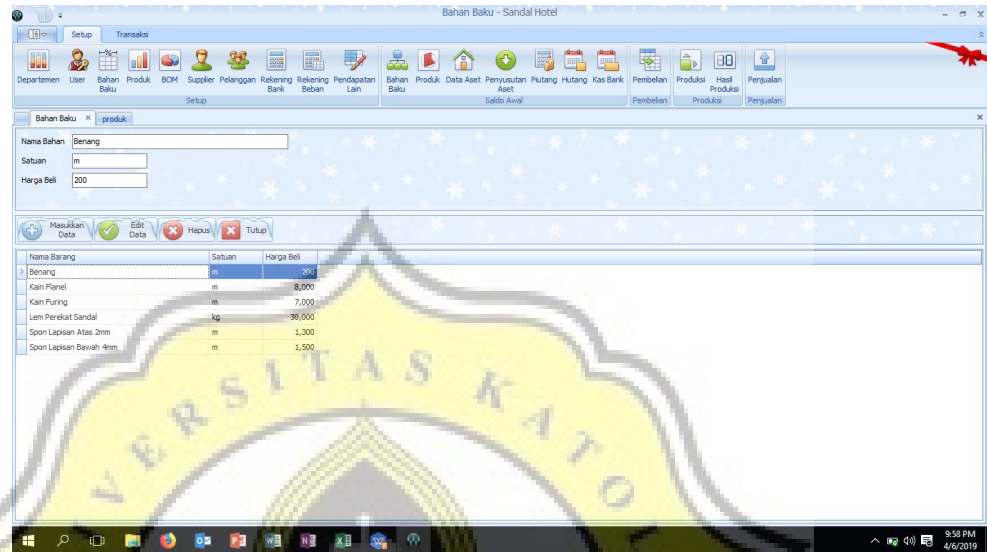 Bahan Baku - Sandal Hotel
Setup Transaksi
Departemen User Bahan Baku Produk BOM Supplier Pelanggan Rekening Bank Rekening Beban Pendapatan Lain Bahan Baku Produk Data Aset Penyusutan Aset Piutang Hutang Kas Bank Pembelian Produksi Hasil Produksi Penjualan
Setup Saldo Awal Pembelian Produksi Penjualan
Bahan Baku × produk
Nama Bahan Benang
Satuan m
Harga Beli 200
Masukkan Data Edit Data Hapus Tutup
Nama Barang Satuan Harga Beli
Benang m 200
Kain Flanel m 8,000
Kain Furing m 7,000
Lem Perekat Sandal kg 30,000
Spon Lapisan Atas 2mm m 1,300
Spon Lapisan Bawah 4mm m 1,500
VERSITAS KATO
9:58 PM
4/6/2019